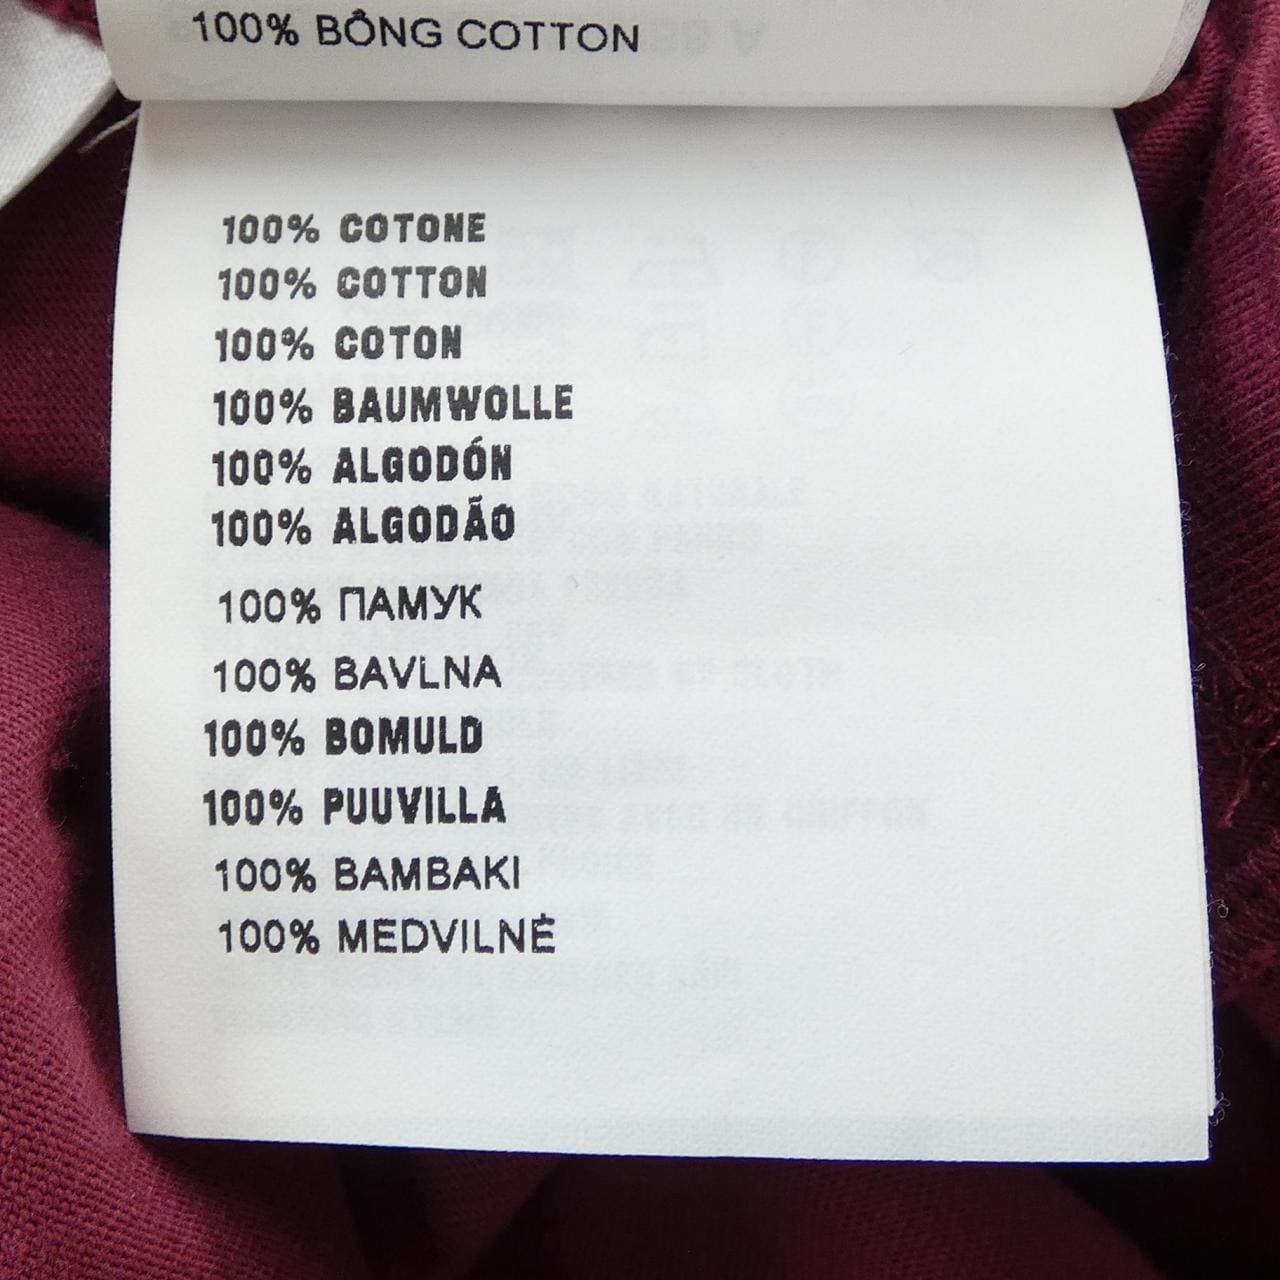 100% BÔNG COTTON
100% COTONE
100% COTTON
100% COTON
100% BAUMWOLLE
100% ALGODÓN
100% ALGODÃO
100% ПАМУК
100% BAVLNA
100% BOMULD
100% PUUVILLA
100% BAMBAKI
100% MEDVILNĖ